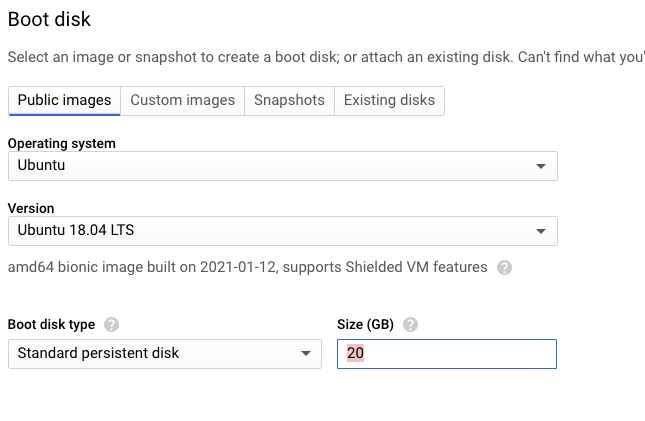 Boot disk
Select an image or snapshot to create a boot disk; or attach an existing disk. Can't find what you'
Public images Custom images Snapshots Existing disks
Operating system
Ubuntu
Version
Ubuntu 18.04 LTS
amd64 bionic image built on 2021-01-12, supports Shielded VM features ?
Boot disk type ? Size (GB) ?
Standard persistent disk 20